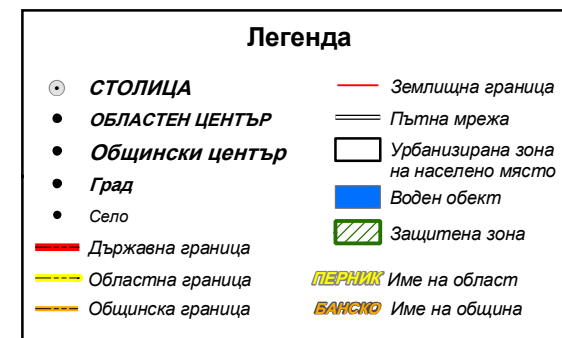 Легенда
СТОЛИЦА
ОБЛАСТЕН ЦЕНТЪР
Общински център
Град
Село
Държавна граница
Областна граница
Общинска граница
Землищна граница
Пътна мрежа
Урбанизирана зона
на населено място
Воден обект
Защитена зона
ПЕРНИК Име на област
БАНСКО Име на община